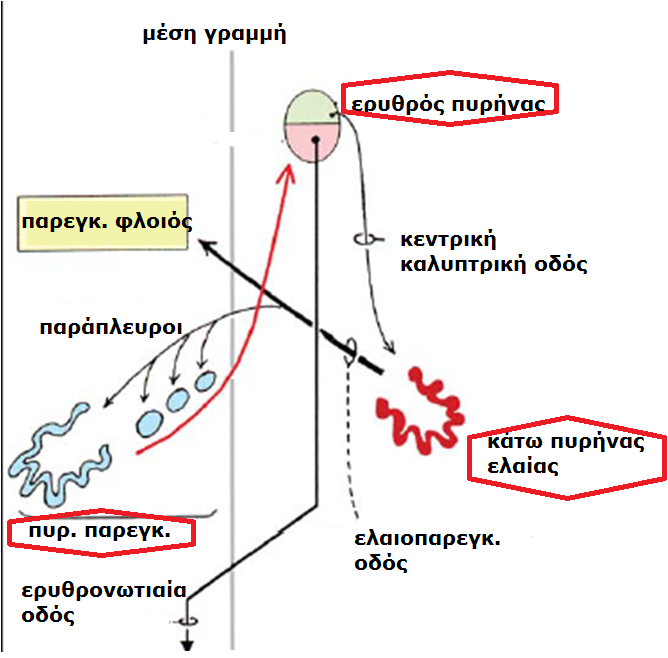 μέση γραμμή
ερυθρός πυρήνας
παρεγκ. φλοιός
κεντρική
καλυπτρική οδός
παράπλευροι
κάτω πυρήνας
ελαίας
πυρ. παρεγκ.
ελαιοπαρεγκ.
οδός
ερυθρονωτιαία
οδός